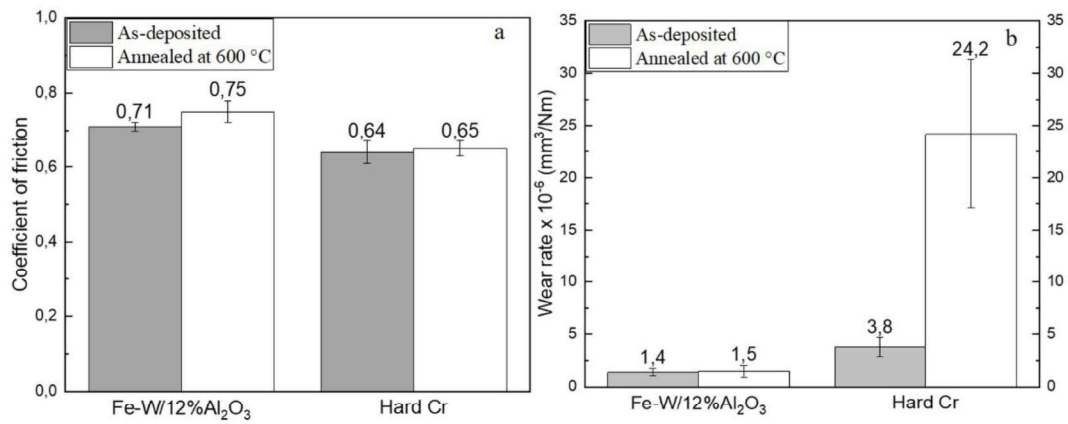 As-deposited
Annealed at 600 °C
a
1,0
0,8
0,6
0,4
0,2
0,0
Coefficient of friction
0,71
0,75
0,64
0,65
Fe-W/12%Al₂O₃
Hard Cr
As-deposited
Annealed at 600 °C
b
35
30
25
20
15
10
5
0
Wear rate x 10⁻⁶ (mm³/Nm)
1,4
1,5
3,8
24,2
35
30
25
20
15
10
5
0
Fe-W/12%Al₂O₃
Hard Cr